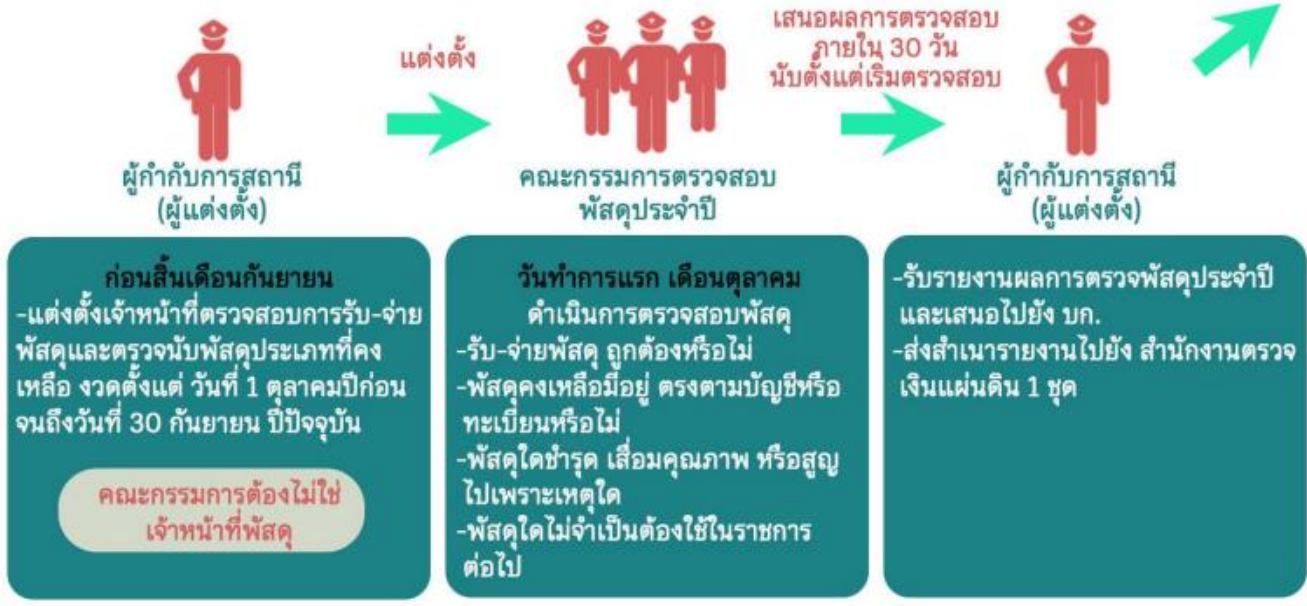 แต่งตั้ง
เสนอผลการตรวจสอบ
ภายใน 30 วัน
นับตั้งแต่เริ่มตรวจสอบ
ผู้กำกับการสถานี
(ผู้แต่งตั้ง)
คณะกรรมการตรวจสอบ
พัสดุประจำปี
ผู้กำกับการสถานี
(ผู้แต่งตั้ง)
ก่อนสิ้นเดือนกันยายน
-แต่งตั้งเจ้าหน้าที่ตรวจสอบการรับ-จ่าย
พัสดุและตรวจนับพัสดุประเภทที่คง
เหลือ งวดตั้งแต่ วันที่ 1 ตุลาคมปีก่อน
จนถึงวันที่ 30 กันยายน ปีปัจจุบัน
คณะกรรมการต้องไม่ใช่
เจ้าหน้าที่พัสดุ
วันทำการแรก เดือนตุลาคม
ดำเนินการตรวจสอบพัสดุ
-รับ-จ่ายพัสดุ ถูกต้องหรือไม่
-พัสดุคงเหลือมีอยู่ ตรงตามบัญชีหรือ
ทะเบียนหรือไม่
-พัสดุใดชำรุด เสื่อมคุณภาพ หรือสูญ
ไปเพราะเหตุใด
-พัสดุใดไม่จำเป็นต้องใช้ในราชการ
ต่อไป
-รับรายงานผลการตรวจพัสดุประจำปี
และเสนอไปยัง บก.
-ส่งสำเนารายงานไปยัง สำนักงานตรวจ
เงินแผ่นดิน 1 ชุด